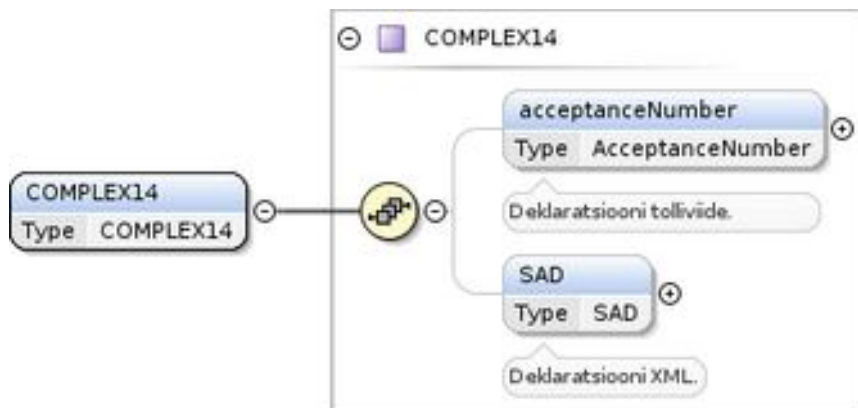 COMPLEX14
acceptanceNumber
Type AcceptanceNumber
Deklaratsiooni tolliviide.
COMPLEX14
Type COMPLEX14
SAD
Type SAD
Deklaratsiooni XML.